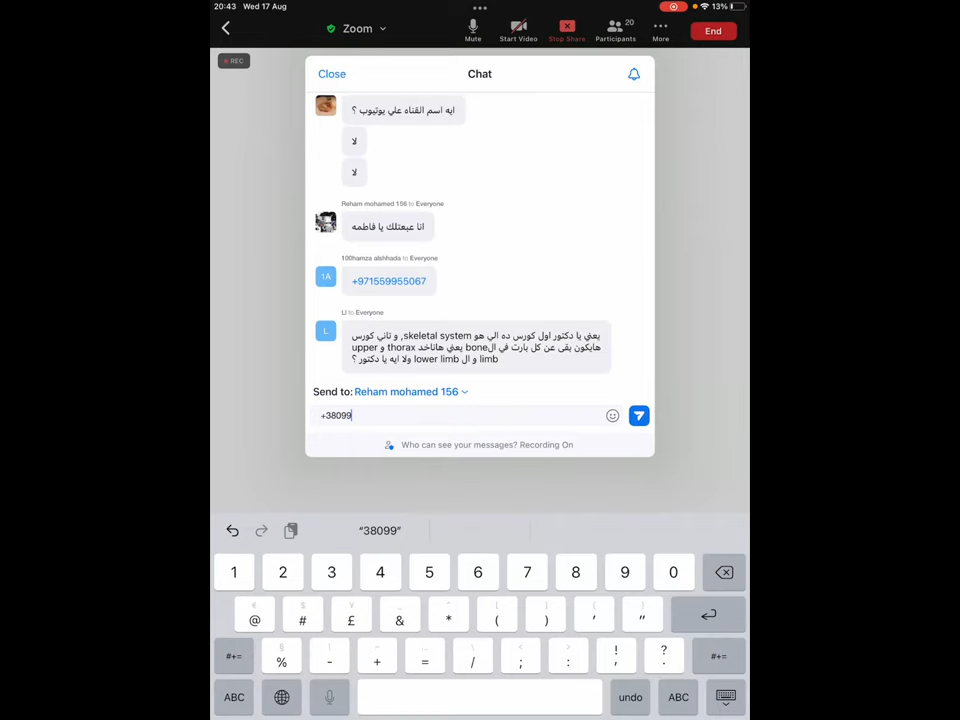 20:43 Wed 17 Aug
13%
Zoom
Mute
Start Video
Stop Share
20
Participants
More
End
REC
Close
Chat
ايه اسم القناه علي يوتيوب ؟
لا
لا
Reham mohamed 156 to Everyone
انا عبعتلك يا فاطمه
100hamza alshhada to Everyone
1A
+971559955067
LI to Everyone
L
يعني يا دكتور اول كورس ده الي هو skeletal system, و تاني كورس
هايكون بقى عن كل بارت في الbone يعني هاناخد thorax و upper
limb و ال lower limb ولا ايه يا دكتور ؟
Send to: Reham mohamed 156
+38099
Who can see your messages? Recording On
“38099”
1 2 3 4 5 6 7 8 9 0
€ $ ¥ _ ^ [ ] { }
@ # £ & * ( ) ' "
§ | ~ … \ < > ! ?
#+= % - + = / ; : , . #+=
ABC undo ABC